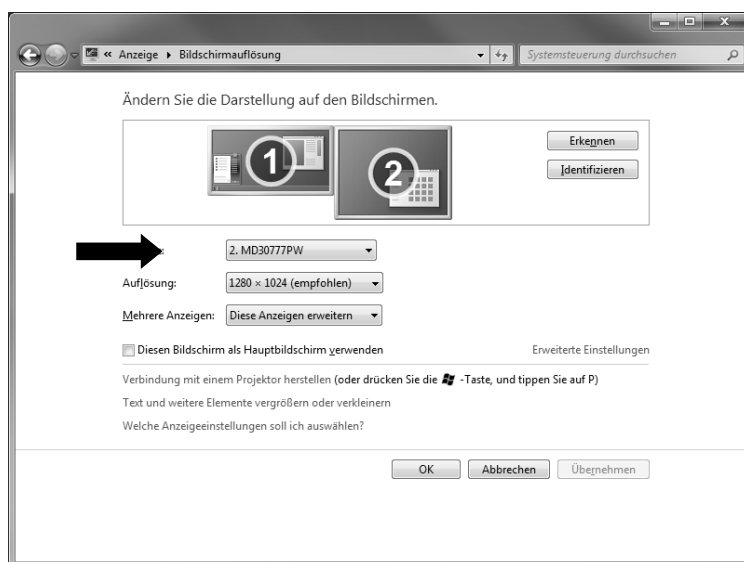 « Anzeige ▸ Bildschirmauflösung
Systemsteuerung durchsuchen
Ändern Sie die Darstellung auf den Bildschirmen.
1
2
Erkennen
Identifizieren
2. MD30777PW
Auflösung:
1280 × 1024 (empfohlen)
Mehrere Anzeigen:
Diese Anzeigen erweitern
Diesen Bildschirm als Hauptbildschirm verwenden
Erweiterte Einstellungen
Verbindung mit einem Projektor herstellen (oder drücken Sie die -Taste, und tippen Sie auf P)
Text und weitere Elemente vergrößern oder verkleinern
Welche Anzeigeeinstellungen soll ich auswählen?
OK
Abbrechen
Übernehmen